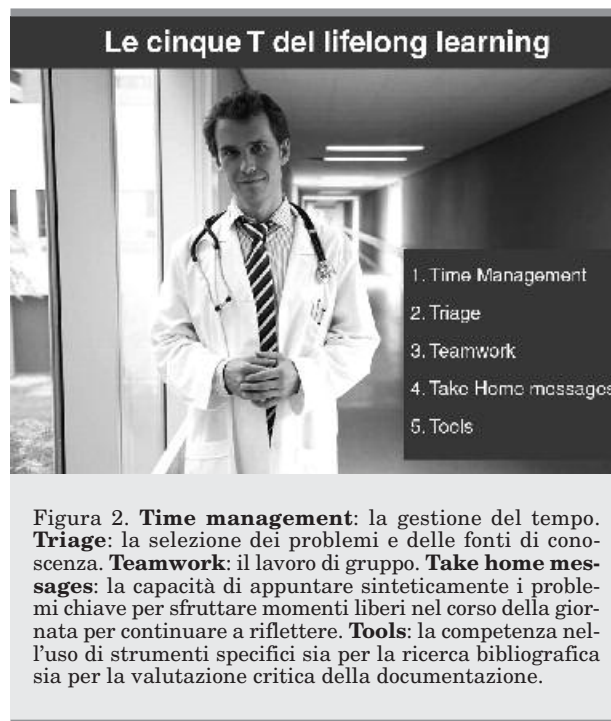 Le cinque T del lifelong learning
1. Time Management
2. Triage
3. Teamwork
4. Take Home messages
5. Tools
Figura 2. Time management: la gestione del tempo.
Triage: la selezione dei problemi e delle fonti di cono-
scenza. Teamwork: il lavoro di gruppo. Take home mes-
sages: la capacità di appuntare sinteticamente i proble-
mi chiave per sfruttare momenti liberi nel corso della gior-
nata per continuare a riflettere. Tools: la competenza nel-
l'uso di strumenti specifici sia per la ricerca bibliografica
sia per la valutazione critica della documentazione.